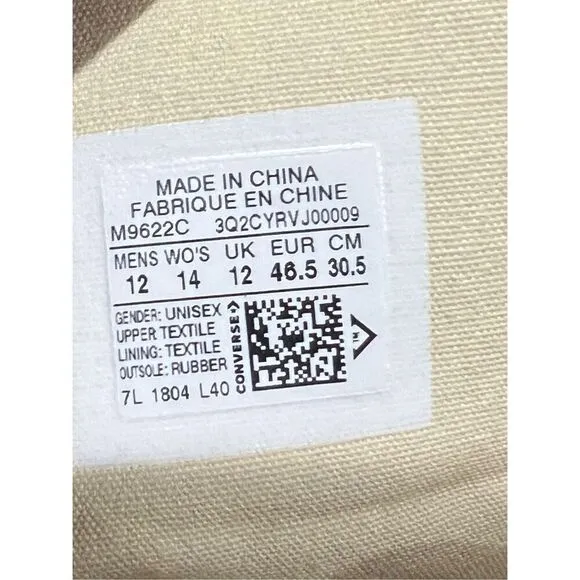 MADE IN CHINA
FABRIQUE EN CHINE
M9622C 3Q2CYRVJ00009
MENS WO'S UK EUR CM
12 14 12 46.5 30.5
GENDER: UNISEX
UPPER TEXTILE
LINING: TEXTILE
OUTSOLE: RUBBER
7L 1804 L40
CONVERSE
TM